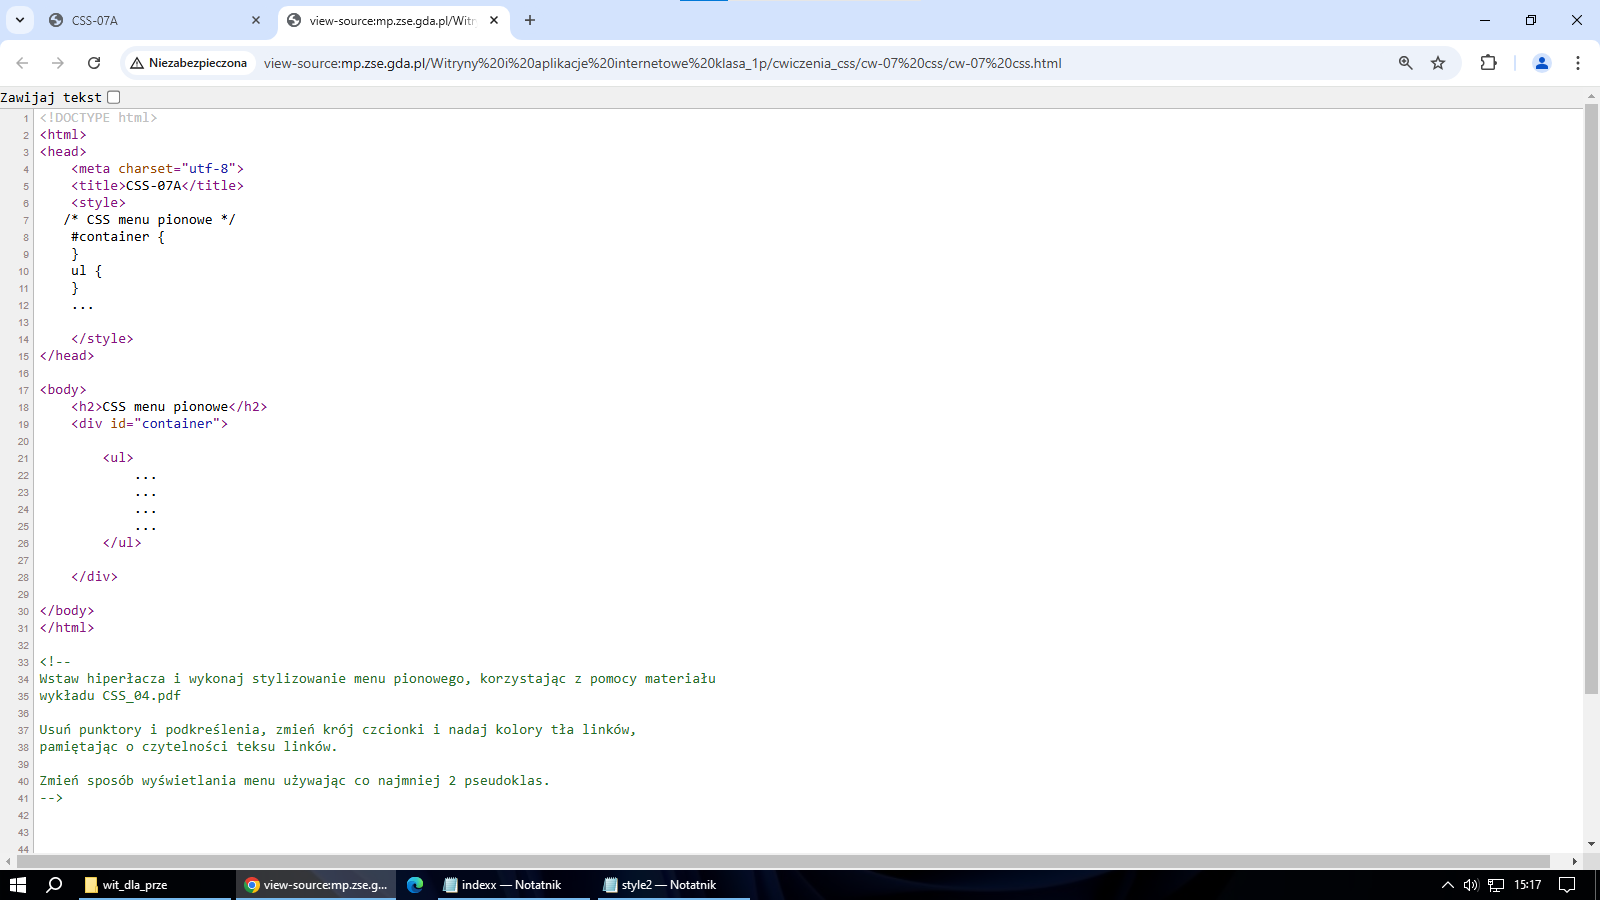 CSS-07A
view-source:mp.zse.gda.pl/Witr
Niezabezpieczona
view-source:mp.zse.gda.pl/Witryny%20i%20aplikacje%20internetowe%20klasa_1p/cwiczenia_css/cw-07%20css/cw-07%20css.html
Zawijaj tekst
1 <!DOCTYPE html>
2 <html>
3 <head>
4 <meta charset="utf-8">
5 <title>CSS-07A</title>
6 <style>
7 /* CSS menu pionowe */
8 #container {
9 }
10 ul {
11 }
12 ...
13
14 </style>
15 </head>
16
17 <body>
18 <h2>CSS menu pionowe</h2>
19 <div id="container">
20
21 <ul>
22 ...
23 ...
24 ...
25 ...
26 </ul>
27
28 </div>
29
30 </body>
31 </html>
32
33 <!--
34 Wstaw hiperłacza i wykonaj stylizowanie menu pionowego, korzystając z pomocy materiału
35 wykładu CSS_04.pdf
36
37 Usuń punktory i podkreślenia, zmień krój czcionki i nadaj kolory tła linków,
38 pamiętając o czytelności teksu linków.
39
40 Zmień sposób wyświetlania menu używając co najmniej 2 pseudoklas.
41 -->
42
43
44
wit_dla_prze
view-source:mp.zse.g...
indexx — Notatnik
style2 — Notatnik
15:17